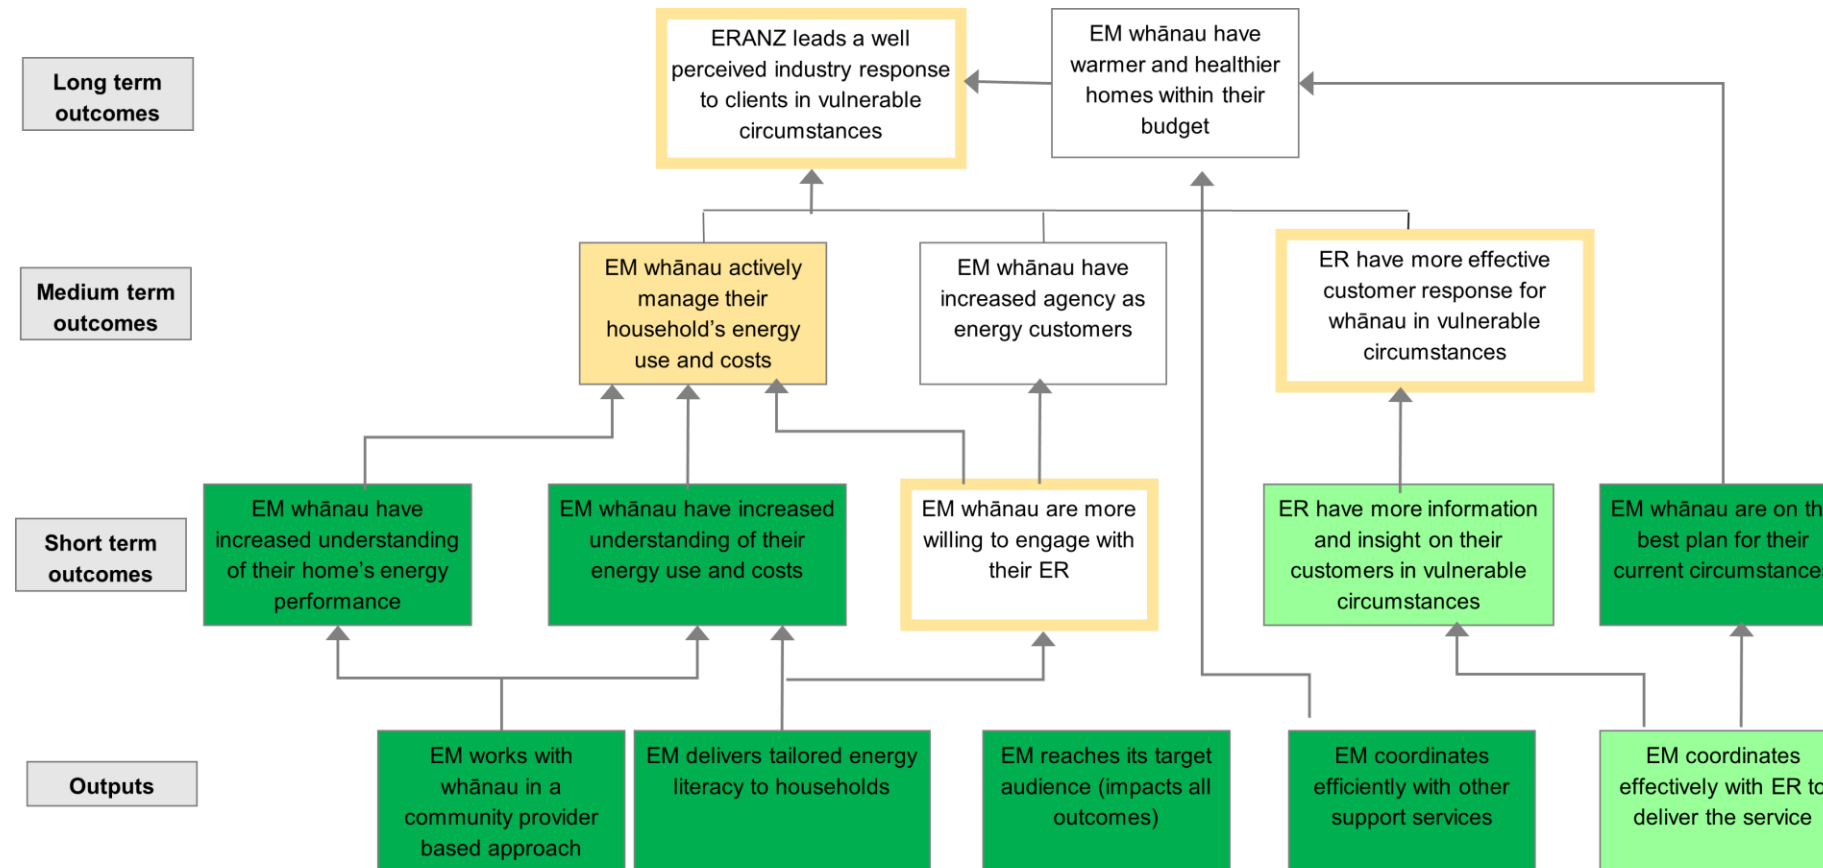 Long term
outcomes
ERANZ leads a well
perceived industry response
to clients in vulnerable
circumstances
EM whānau have
warmer and healthier
homes within their
budget
Medium term
outcomes
EM whānau actively
manage their
household’s energy
use and costs
EM whānau have
increased agency as
energy customers
ER have more effective
customer response for
whānau in vulnerable
circumstances
Short term
outcomes
EM whānau have
increased understanding
of their home’s energy
performance
EM whānau have increased
understanding of their
energy use and costs
EM whānau are more
willing to engage with
their ER
ER have more information
and insight on their
customers in vulnerable
circumstances
EM whānau are on
best plan for their
current
Outputs
EM works with
whānau in a
community provider
based approach
EM delivers tailored energy
literacy to households
EM reaches its target
audience (impacts all
outcomes)
EM coordinates
efficiently with other
support services
EM coordinates
effectively with ER to
deliver the service